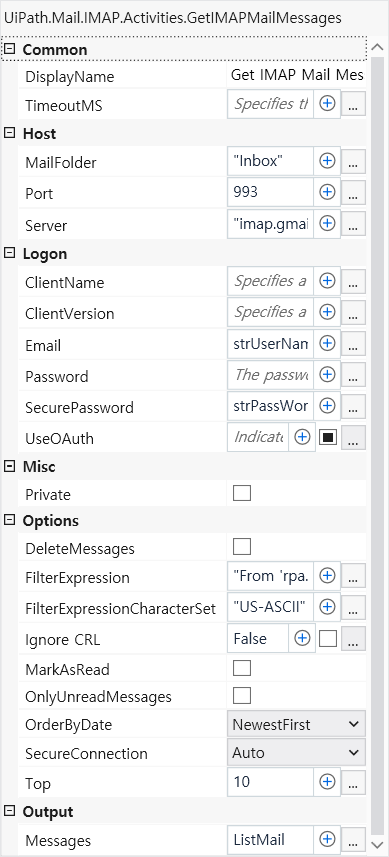 UiPath.Mail.IMAP.Activities.GetIMAPMailMessages
Common
DisplayName Get IMAP Mail Mes
TimeoutMS Specifies th ...
Host
MailFolder "Inbox" ...
Port 993 ...
Server "imap.gmai ...
Logon
ClientName Specifies a ...
ClientVersion Specifies a ...
Email strUserNam ...
Password The passwo ...
SecurePassword strPassWor ...
UseOAuth Indicate ...
Misc
Private
Options
DeleteMessages
FilterExpression "From 'rpa. ...
FilterExpressionCharacterSet "US-ASCII" ...
Ignore CRL False ...
MarkAsRead
OnlyUnreadMessages
OrderByDate NewestFirst
SecureConnection Auto
Top 10 ...
Output
Messages ListMail ...